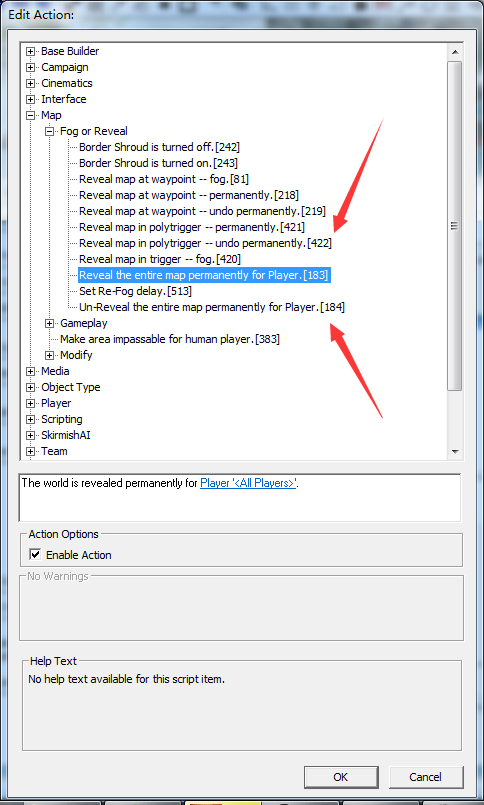 Edit Action:
Base Builder
Campaign
Cinematics
Interface
Map
Fog or Reveal
Border Shroud is turned off.[242]
Border Shroud is turned on.[243]
Reveal map at waypoint -- fog.[81]
Reveal map at waypoint -- permanently.[218]
Reveal map at waypoint -- undo permanently.[219]
Reveal map in polytrigger -- permanently.[421]
Reveal map in polytrigger -- undo permanently.[422]
Reveal map in trigger -- fog.[420]
Reveal the entire map permanently for Player.[183]
Set Re-Fog delay.[513]
Un-Reveal the entire map permanently for Player.[184]
Gameplay
Make area impassable for human player.[383]
Modify
Media
Object Type
Player
Scripting
SkirmishAI
Team
The world is revealed permanently for Player '<All Players>'.
Action Options
Enable Action
No Warnings
Help Text
No help text available for this script item.
OK Cancel